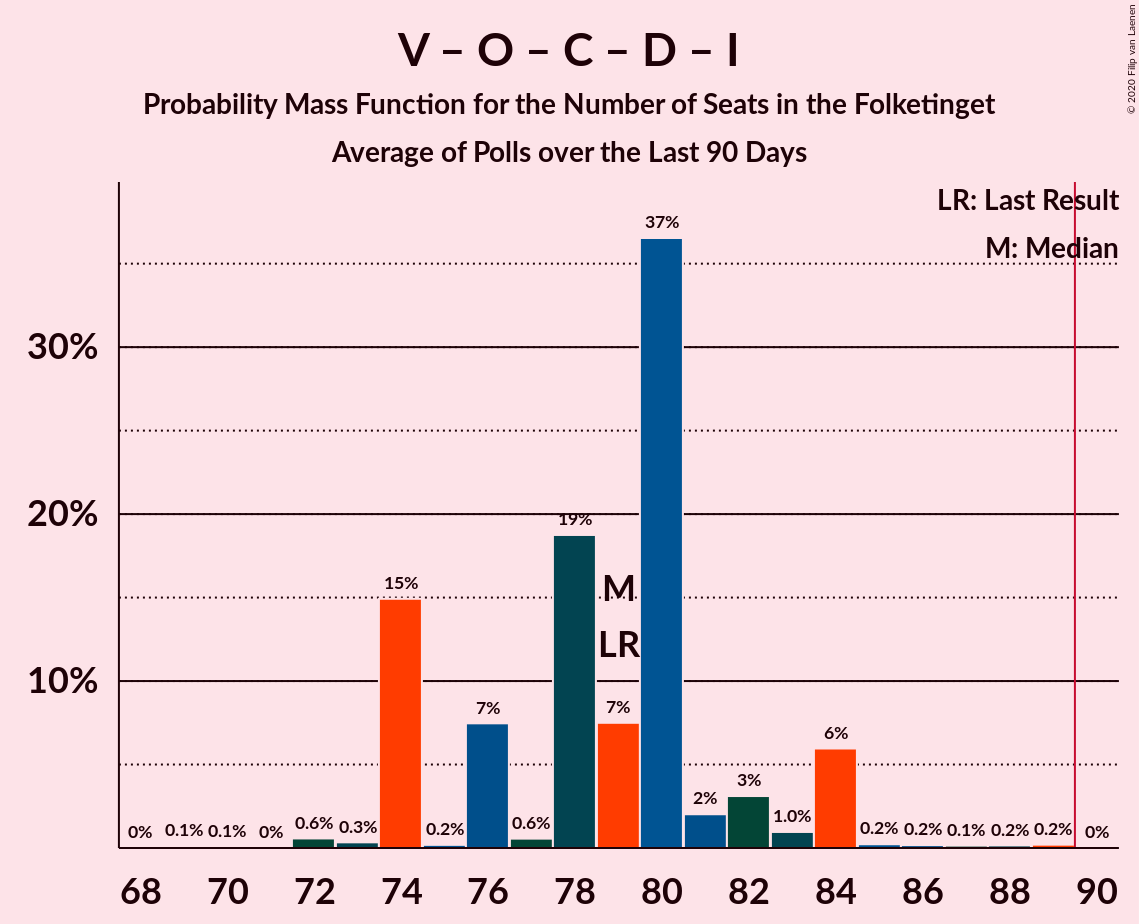 V – O – C – D – I
Probability Mass Function for the Number of Seats in the Folketinget
Average of Polls over the Last 90 Days
© 2020 Filip van Laenen
LR: Last Result
M: Median
37%
30%
20%
19%
15%
M
LR
10%
7%
7%
6%
3%
2%
1.0%
0% 0.1% 0.1% 0% 0.6% 0.3% 0.2% 0.6% 0.2% 0.2% 0.1% 0.2% 0.2% 0%
68 70 72 74 76 78 80 82 84 86 88 90